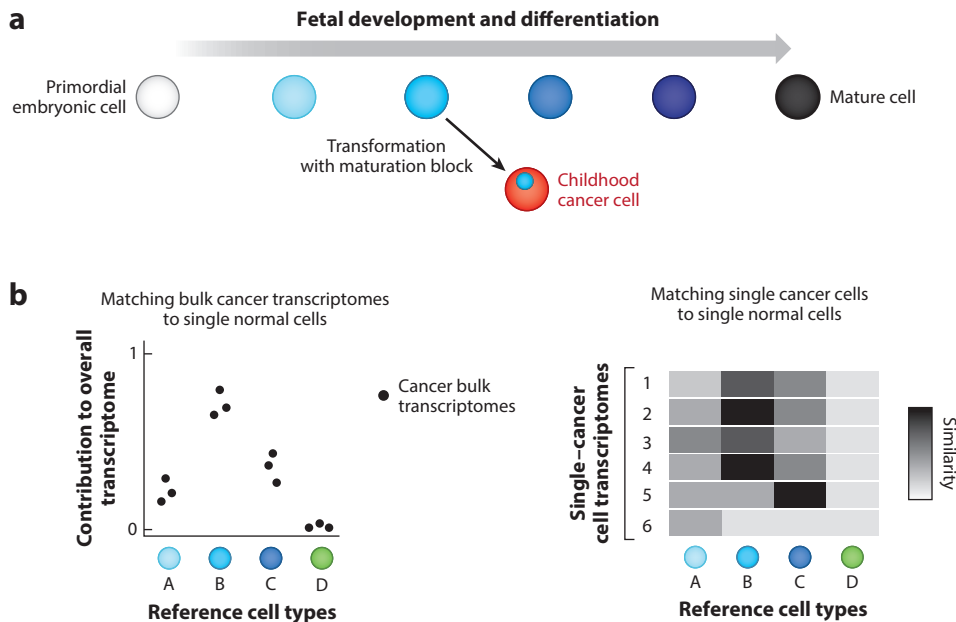 a
Fetal development and differentiation
Primordial
embryonic cell
Mature cell
Transformation
with maturation block
Childhood
cancer cell
b
Matching bulk cancer transcriptomes
to single normal cells
Contribution to overall
transcriptome
1
0
Cancer bulk
transcriptomes
A B C D
Reference cell types
Matching single cancer cells
to single normal cells
Single–cancer
cell transcriptomes
1
2
3
4
5
6
Similarity
A B C D
Reference cell types